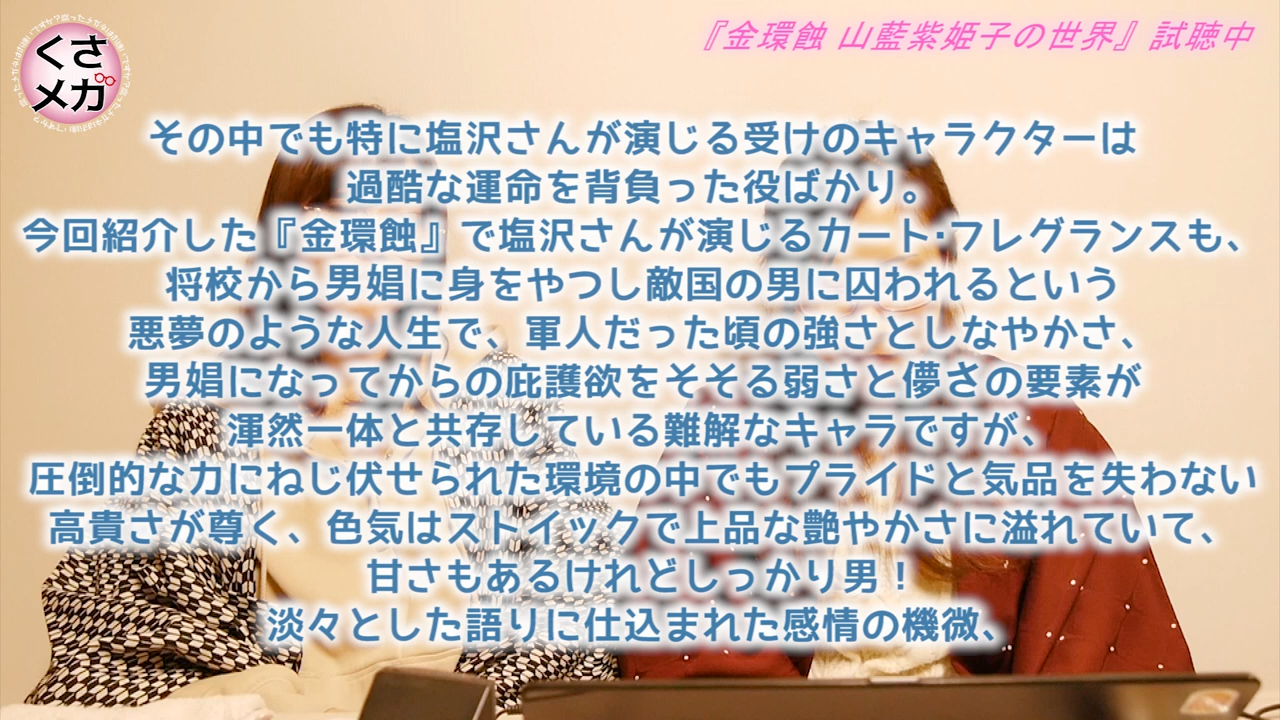 くさ
メガ
『金環蝕 山藍紫姫子の世界』試聴中
その中でも特に塩沢さんが演じる受けのキャラクターは
過酷な運命を背負った役ばかり。
今回紹介した『金環蝕』で塩沢さんが演じるカート・フレグランスも、
将校から男娼に身をやつし敵国の男に囚われるという
悪夢のような人生で、軍人だった頃の強さとしなやかさ、
男娼になってからの庇護欲をそそる弱さと儚さの要素が
渾然一体と共存している難解なキャラですが、
圧倒的な力にねじ伏せられた環境の中でもプライドと気品を失わない
高貴さが尊く、色気はストイックで上品な艶やかさに溢れていて、
甘さもあるけれどしっかり男！
淡々とした語りに仕込まれた感情の機微、